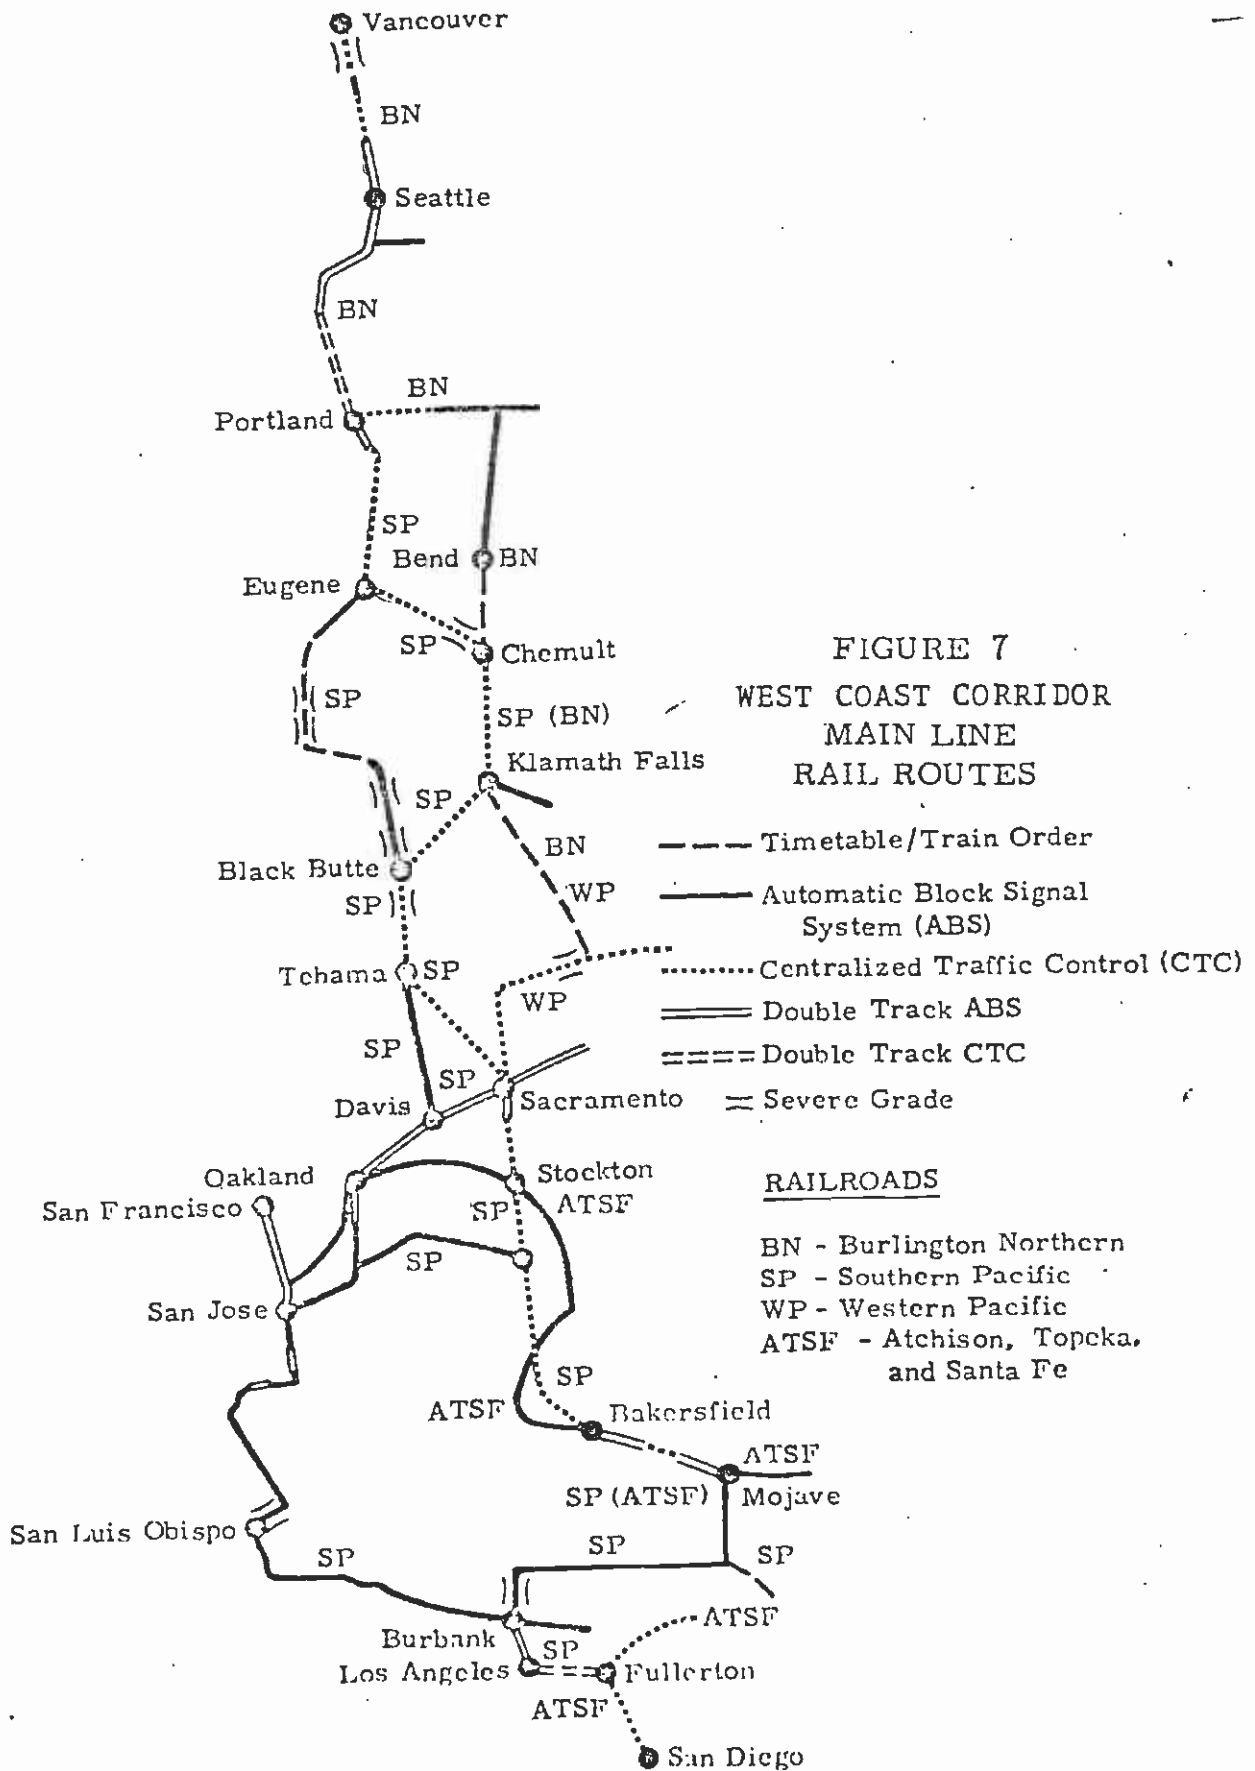 Vancouver
BN
Seattle
BN
BN
Portland
SP
Bend
BN
Eugene
SP
Chemult
SP
SP (BN)
Klamath Falls
SP
BN
Black Butte
WP
SP
Tehama
SP
WP
SP
SP
Davis
Sacramento
Oakland
Stockton
San Francisco
SP
ATSF
SP
San Jose
SP
ATSF
Bakersfield
ATSF
SP (ATSF)
Mojave
San Luis Obispo
SP
SP
SP
ATSF
Burbank
SP
Los Angeles
Fullerton
ATSF
San Diego
FIGURE 7
WEST COAST CORRIDOR
MAIN LINE
RAIL ROUTES
Timetable/Train Order
Automatic Block Signal
System (ABS)
Centralized Traffic Control (CTC)
Double Track ABS
Double Track CTC
Severe Grade
RAILROADS
BN - Burlington Northern
SP - Southern Pacific
WP - Western Pacific
ATSF - Atchison, Topeka,
and Santa Fe